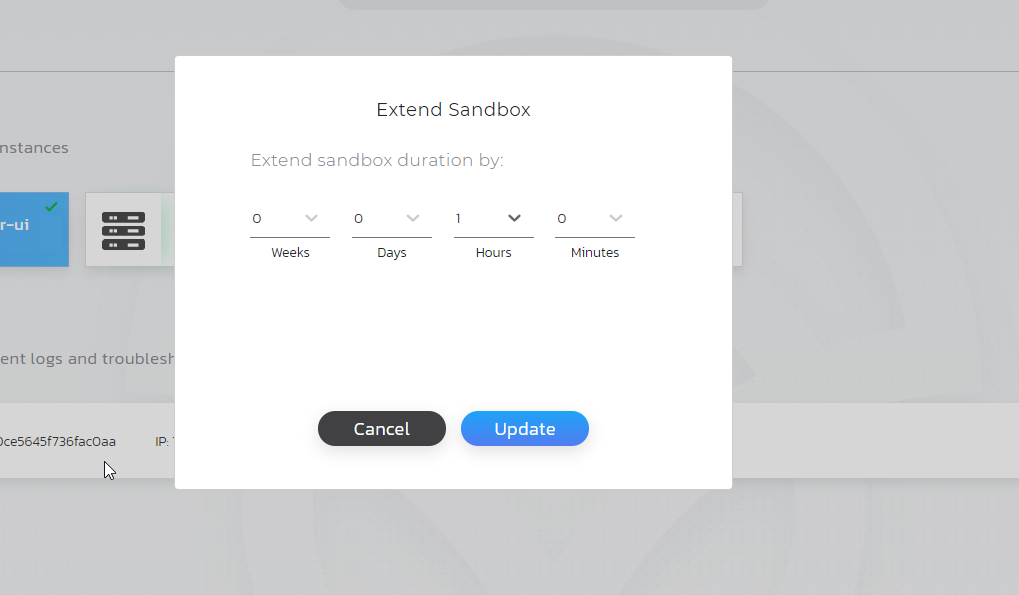 Extend Sandbox
Extend sandbox duration by:
0 0 1 0
Weeks Days Hours Minutes
Cancel Update
nstances
r-ui
ent logs and troublesh
0ce5645f736fac0aa IP: